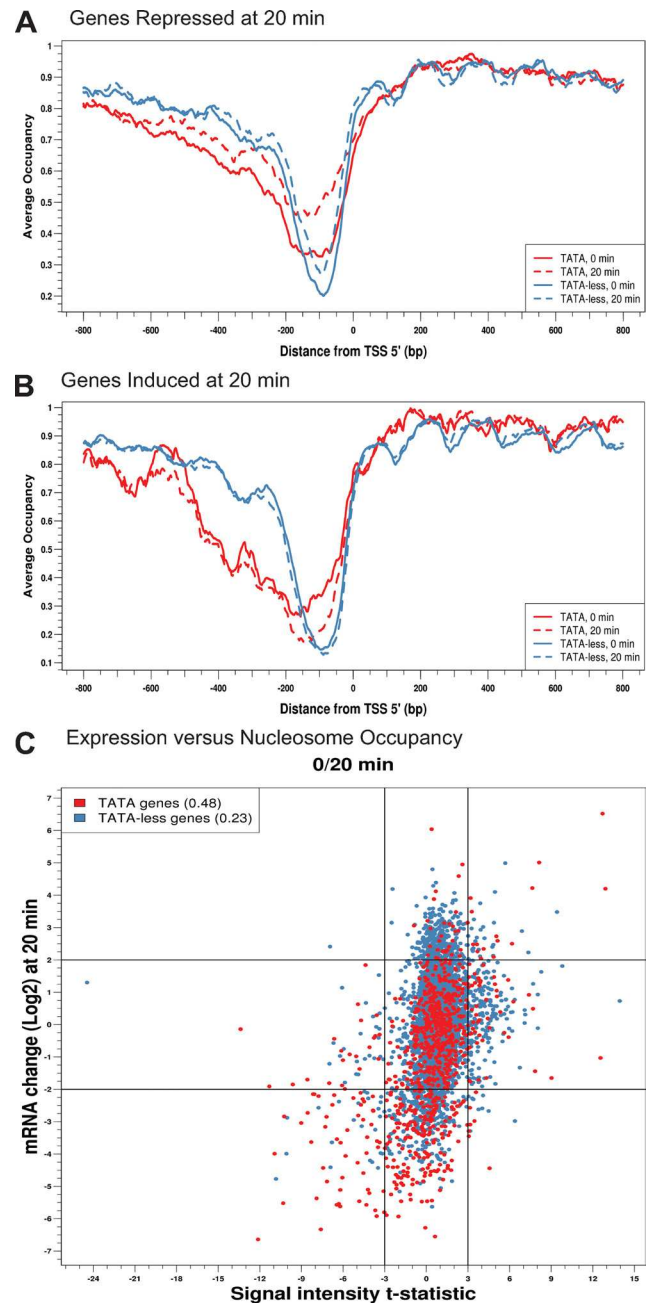 A Genes Repressed at 20 min
1
0.9
0.8
0.7
0.6
0.5
0.4
0.3
0.2
Average Occupancy
TATA, 0 min
TATA, 20 min
TATA-less, 0 min
TATA-less, 20 min
-800 -600 -400 -200 0 200 400 600 800
Distance from TSS 5' (bp)
B Genes Induced at 20 min
1
0.9
0.8
0.7
0.6
0.5
0.4
0.3
0.2
0.1
Average Occupancy
TATA, 0 min
TATA, 20 min
TATA-less, 0 min
TATA-less, 20 min
-800 -600 -400 -200 0 200 400 600 800
Distance from TSS 5' (bp)
C Expression versus Nucleosome Occupancy
0/20 min
TATA genes (0.48)
TATA-less genes (0.23)
7
6
5
4
3
2
1
0
-1
-2
-3
-4
-5
-6
-7
mRNA change (Log2) at 20 min
-24 -21 -18 -15 -12 -9 -6 -3 0 3 6 9 12 15
Signal intensity t-statistic